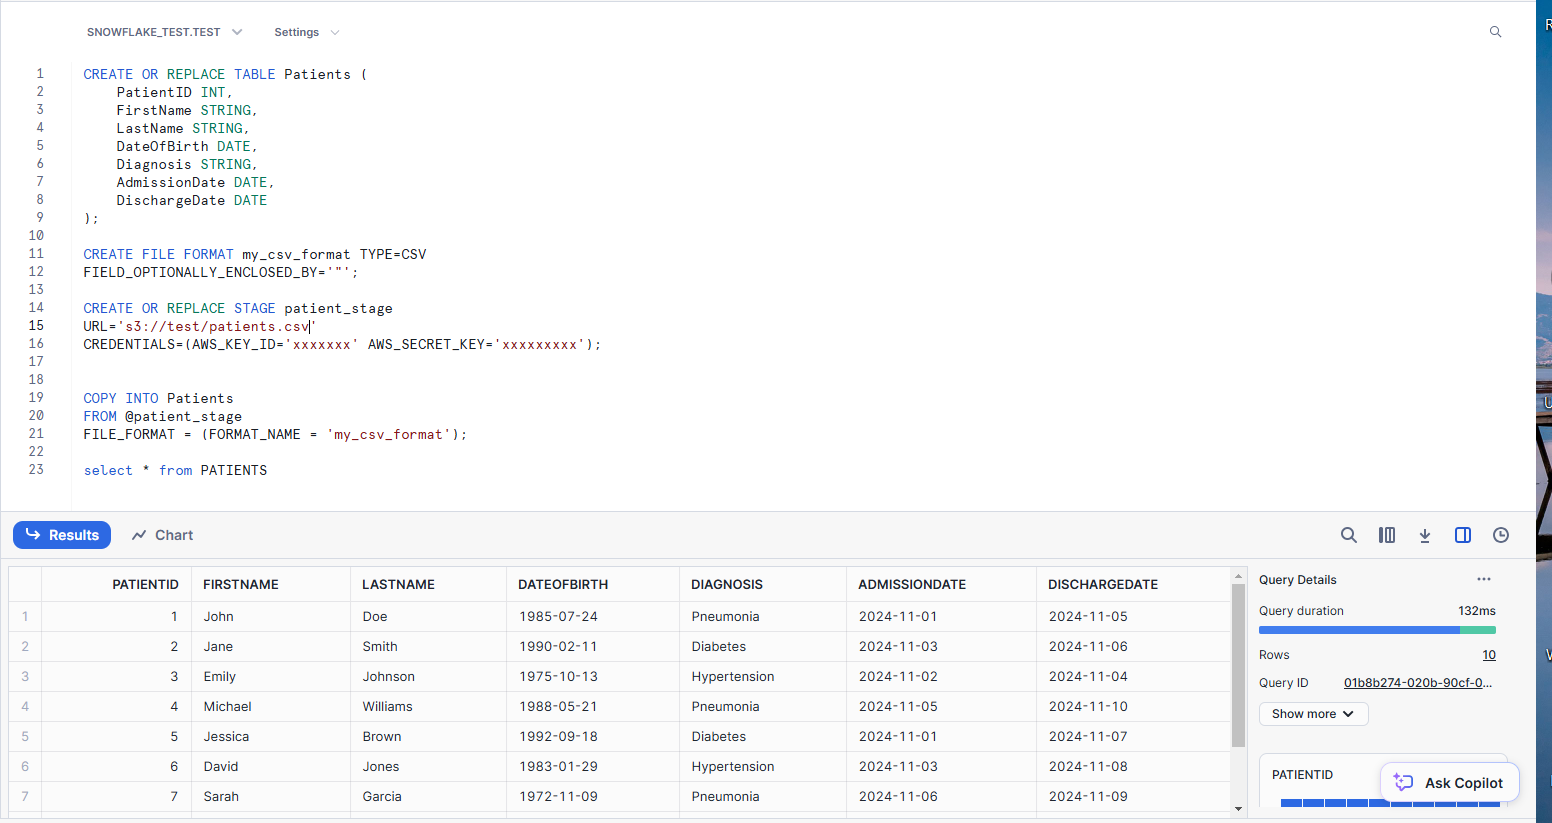 SNOWFLAKE_TEST.TEST Settings
1 CREATE OR REPLACE TABLE Patients (
2 PatientID INT,
3 FirstName STRING,
4 LastName STRING,
5 DateOfBirth DATE,
6 Diagnosis STRING,
7 AdmissionDate DATE,
8 DischargeDate DATE
9 );
10
11 CREATE FILE FORMAT my_csv_format TYPE=CSV
12 FIELD_OPTIONALLY_ENCLOSED_BY='"';
13
14 CREATE OR REPLACE STAGE patient_stage
15 URL='s3://test/patients.csv'
16 CREDENTIALS=(AWS_KEY_ID='xxxxxxx' AWS_SECRET_KEY='xxxxxxxxx');
17
18
19 COPY INTO Patients
20 FROM @patient_stage
21 FILE_FORMAT = (FORMAT_NAME = 'my_csv_format');
22
23 select * from PATIENTS
Results Chart
PATIENTID FIRSTNAME LASTNAME DATEOFBIRTH DIAGNOSIS ADMISSIONDATE DISCHARGEDATE
1 1 John Doe 1985-07-24 Pneumonia 2024-11-01 2024-11-05
2 2 Jane Smith 1990-02-11 Diabetes 2024-11-03 2024-11-06
3 3 Emily Johnson 1975-10-13 Hypertension 2024-11-02 2024-11-04
4 4 Michael Williams 1988-05-21 Pneumonia 2024-11-05 2024-11-10
5 5 Jessica Brown 1992-09-18 Diabetes 2024-11-01 2024-11-07
6 6 David Jones 1983-01-29 Hypertension 2024-11-03 2024-11-08
7 7 Sarah Garcia 1972-11-09 Pneumonia 2024-11-06 2024-11-09
Query Details ...
Query duration 132ms
Rows 10
Query ID 01b8b274-020b-90cf-0...
Show more
PATIENTID
Ask Copilot